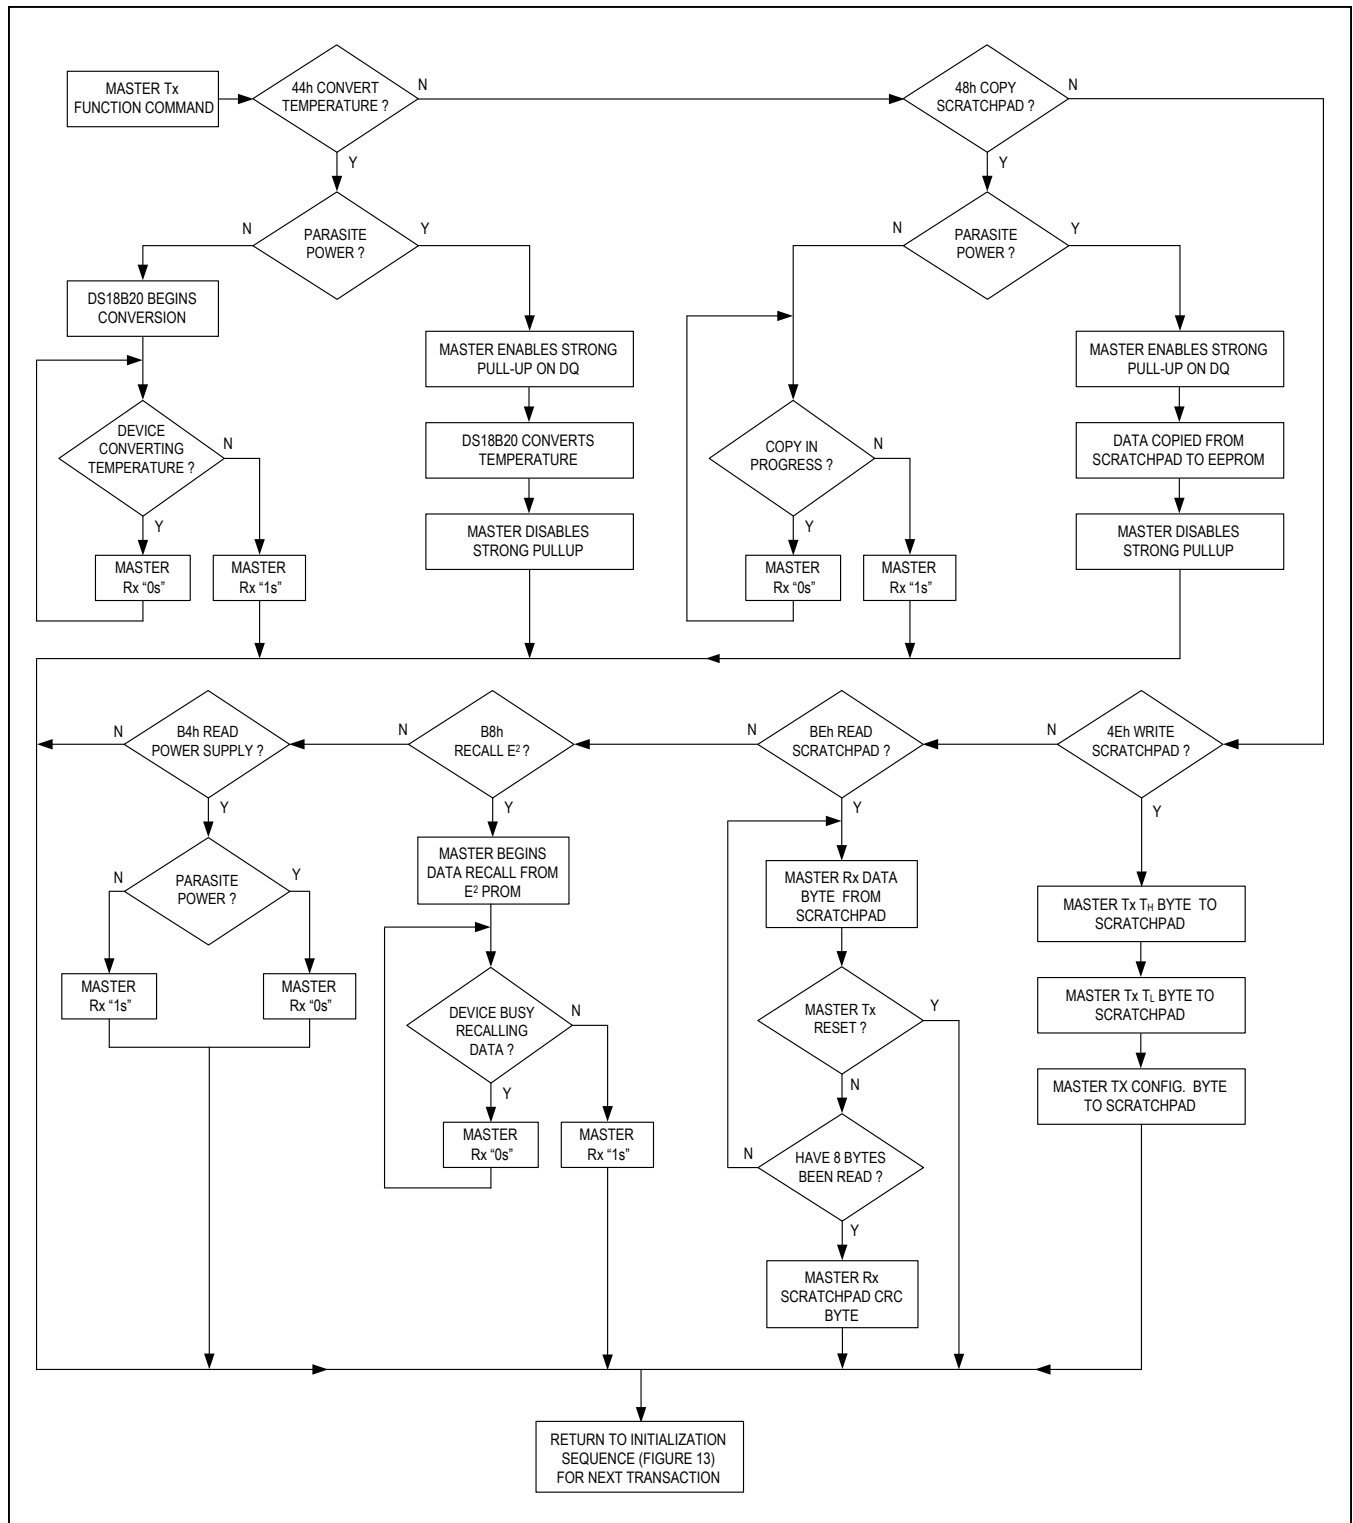 MASTER Tx
FUNCTION COMMAND
44h CONVERT
TEMPERATURE ?
N
Y
48h COPY
SCRATCHPAD ?
N
Y
N
PARASITE
POWER ?
Y
N
PARASITE
POWER ?
Y
DS18B20 BEGINS
CONVERSION
MASTER ENABLES STRONG
PULL-UP ON DQ
MASTER ENABLES STRONG
PULL-UP ON DQ
DEVICE
CONVERTING
TEMPERATURE ?
N
Y
DS18B20 CONVERTS
TEMPERATURE
COPY IN
PROGRESS ?
N
Y
DATA COPIED FROM
SCRATCHPAD TO EEPROM
MASTER
Rx “0s”
MASTER
Rx “1s”
MASTER DISABLES
STRONG PULLUP
MASTER
Rx “0s”
MASTER
Rx “1s”
MASTER DISABLES
STRONG PULLUP
N
B4h READ
POWER SUPPLY ?
Y
N
B8h
RECALL E² ?
Y
N
BEh READ
SCRATCHPAD ?
Y
N
4Eh WRITE
SCRATCHPAD ?
Y
N
PARASITE
POWER ?
Y
MASTER
Rx “1s”
MASTER
Rx “0s”
MASTER BEGINS
DATA RECALL FROM
E² PROM
DEVICE BUSY
RECALLING
DATA ?
N
Y
MASTER
Rx “0s”
MASTER
Rx “1s”
MASTER Rx DATA
BYTE FROM
SCRATCHPAD
MASTER Tx
RESET ?
Y
N
N
HAVE 8 BYTES
BEEN READ ?
Y
MASTER Rx
SCRATCHPAD CRC
BYTE
MASTER Tx TH BYTE TO
SCRATCHPAD
MASTER Tx TL BYTE TO
SCRATCHPAD
MASTER TX CONFIG. BYTE
TO SCRATCHPAD
RETURN TO INITIALIZATION
SEQUENCE (FIGURE 13)
FOR NEXT TRANSACTION